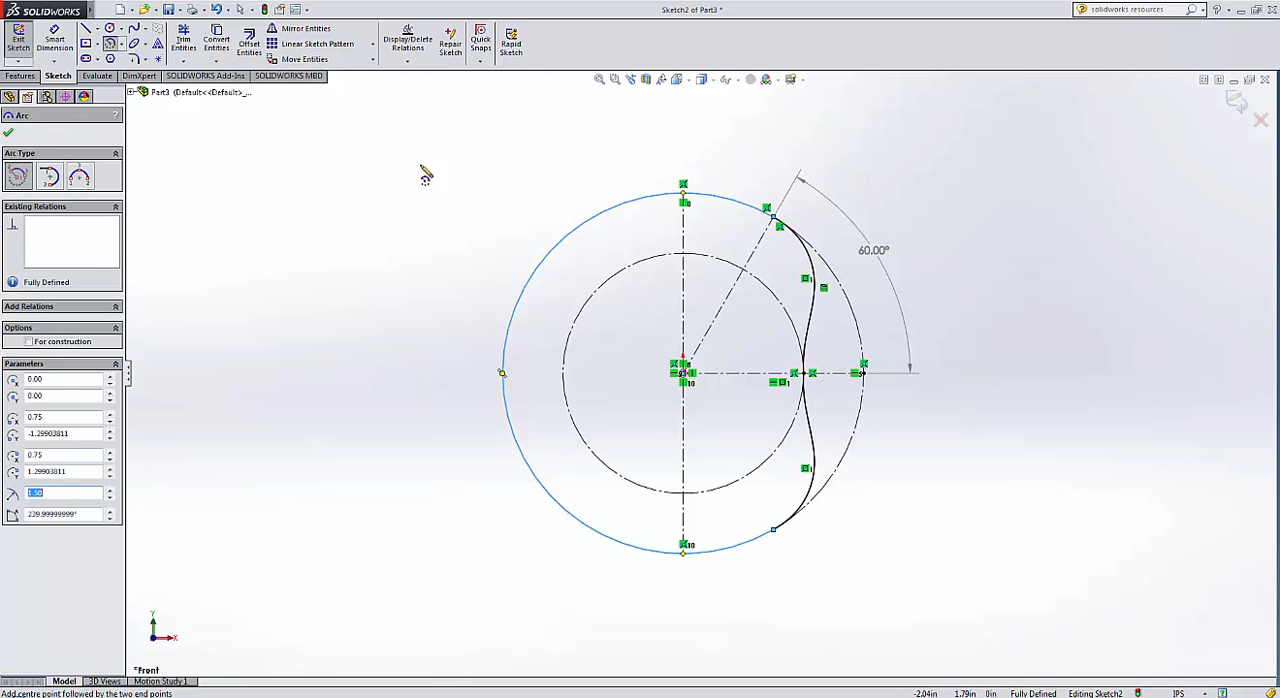 SOLIDWORKS
Sketch2 of Part3 *
solidworks resources
Exit Sketch
Smart Dimension
Trim Entities
Convert Entities
Offset Entities
Mirror Entities
Linear Sketch Pattern
Move Entities
Display/Delete Relations
Repair Sketch
Quick Snaps
Rapid Sketch
Features
Sketch
Evaluate
DimXpert
SOLIDWORKS Add-Ins
SOLIDWORKS MBD
Part3 (Default<<Default>_...
Arc
?
Arc Type
Existing Relations
Fully Defined
Add Relations
Options
For construction
Parameters
0.00
0.00
0.75
-1.29903811
0.75
1.29903811
1.50
239.99999999°
60.00°
8
10
10
1
1
Y
X
*Front
Model
3D Views
Motion Study 1
Add centre point followed by the two end points
-2.04in
1.79in
0in
Fully Defined
Editing Sketch2
IPS